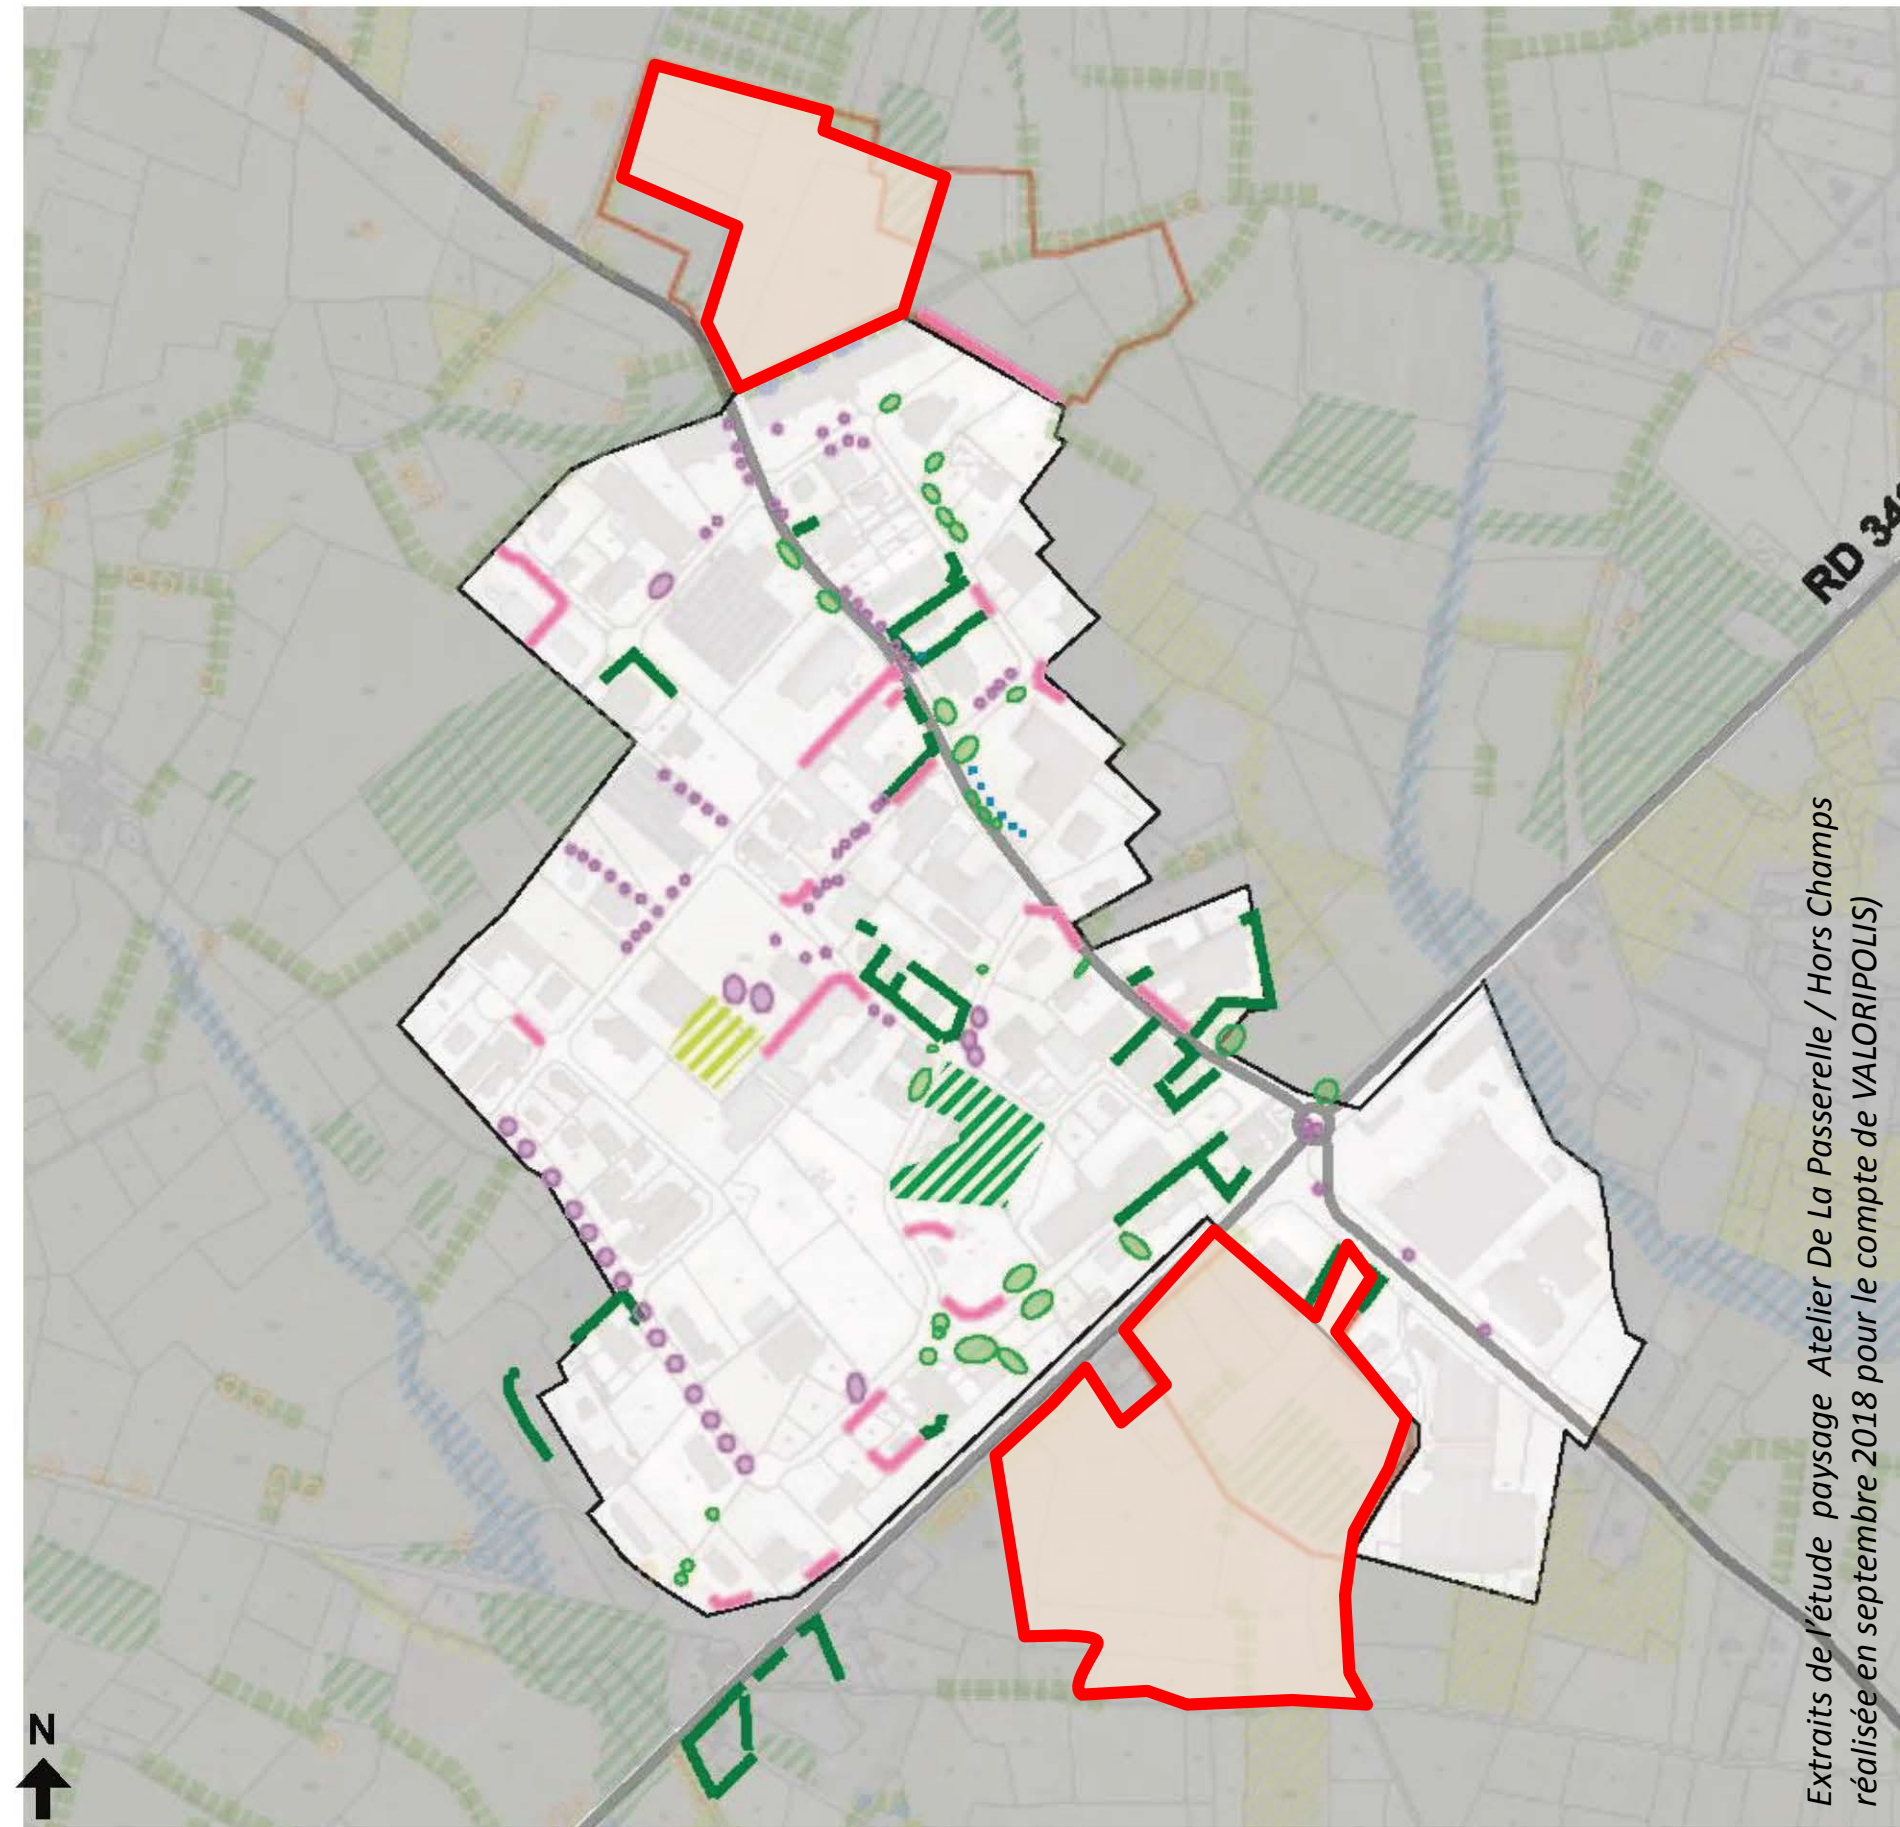 RD 34
N
Extraits de l'étude paysage Atelier De La Passerelle / Hors Champs
réalisée en septembre 2018 pour le compte de VALORIPOLIS)